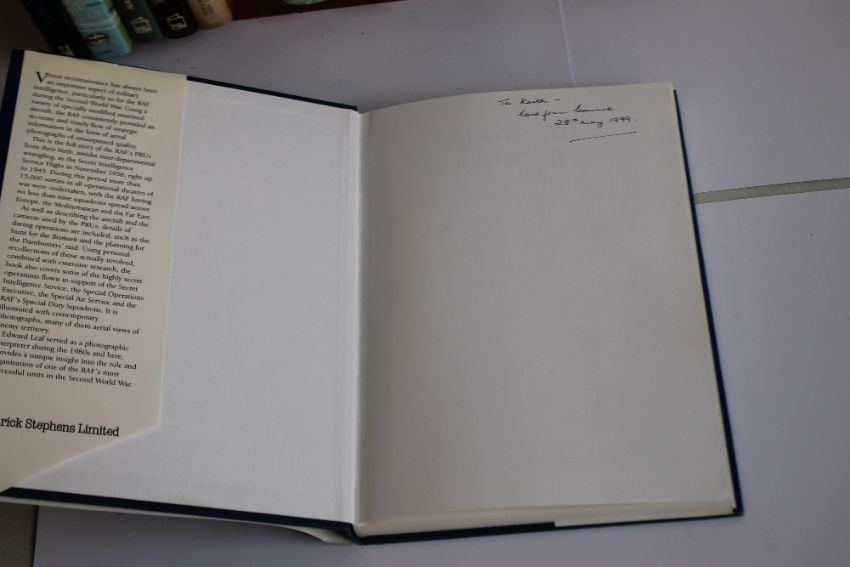 Visual reconnaissance has always been
an important aspect of military
intelligence, particularly so for the RAF
during the Second World War. Using a
variety of specially modified unarmed
aircraft, the RAF consistently provided an
accurate and timely flow of strategic
information in the form of aerial
photographs of unsurpassed quality.
This is the full story of the RAF's PRUs
from their birth, amidst inter-departmental
wrangling, as the Secret Intelligence
Service Flight in November 1938, right up
to 1945. During this period more than
15,000 sorties in all operational theatres of
war were undertaken, with the RAF having
no less than nine squadrons spread across
Europe, the Mediterranean and the Far East.
As well as describing the aircraft and the
cameras used by the PRUs, details of
daring operations are included, such as the
hunt for the Bismark and the planning for
the Dambusters' raid. Using personal
recollections of those actually involved,
combined with extensive research, the
book also covers some of the highly secret
operations flown in support of the Secret
Intelligence Service, the Special Operations
Executive, the Special Air Service and the
RAF's Special Duty Squadrons. It is
illustrated with contemporary
photographs, many of them aerial views of
enemy territory.
Edward Leaf served as a photographic
terpreter during the 1980s and here,
ovides a unique insight into the role and
ganisation of one of the RAF's most
ccessful units in the Second World War.
rick Stephens Limited
To Keith -
love from
28th May 1999.